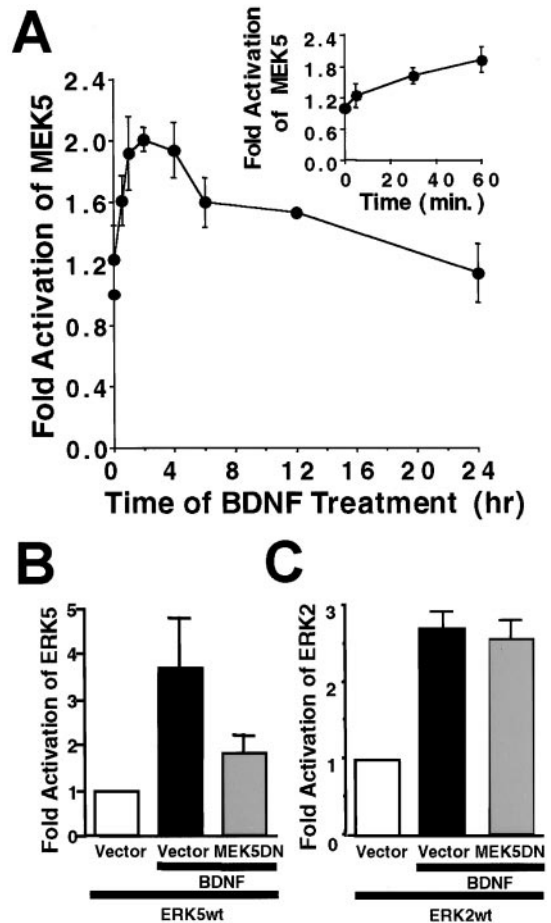 A
Fold Activation of MEK5
2.4
2.0
1.6
1.2
0.8
0.4
0.0
0 4 8 12 16 20 24
Time of BDNF Treatment (hr)
Fold Activation
of MEK5
2.4
1.8
1.2
0.6
0.0
0 20 40 60
Time (min.)
B
Fold Activation of ERK5
5
4
3
2
1
0
Vector Vector MEK5DN
BDNF
ERK5wt
C
Fold Activation of ERK2
3
2
1
0
Vector Vector MEK5DN
BDNF
ERK2wt